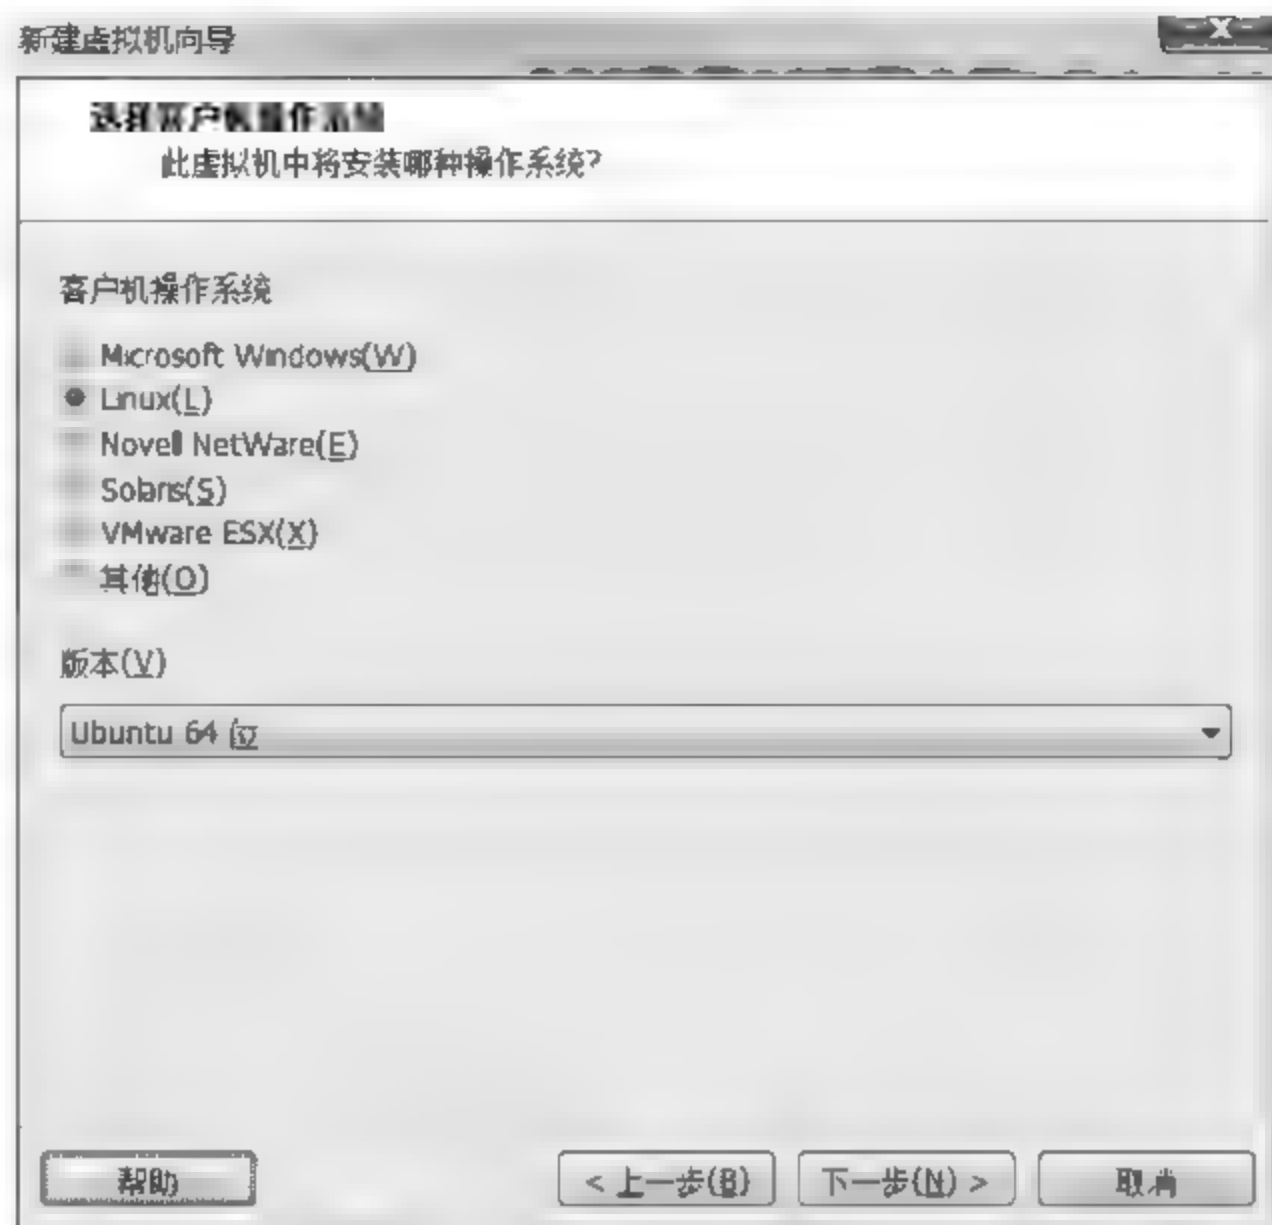 新建虚拟机向导
选择客户机操作系统
此虚拟机中将安装哪种操作系统?
客户机操作系统
Microsoft Windows(W)
Linux(L)
Novell NetWare(E)
Solaris(S)
VMware ESX(X)
其他(O)
版本(V)
Ubuntu 64 位
帮助
< 上一步(B)
下一步(N) >
取消